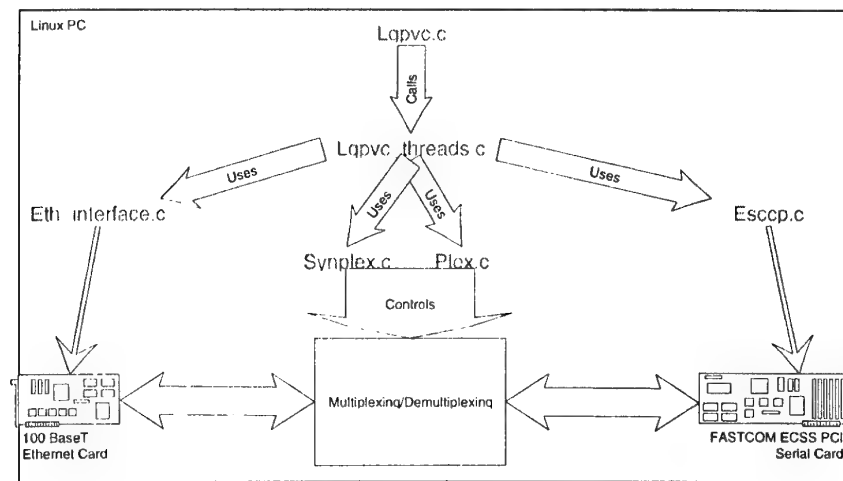 Linux PC
Lqpvc.c
Calls
Lqpvc_threads.c
Uses
Uses
Uses
Uses
Eth_interface.c
Esccp.c
Synplex.c
Plex.c
Controls
Multiplexing/Demultiplexing
100 BaseT
Ethernet Card
FASTCOM ECSS PCI
Serial Card